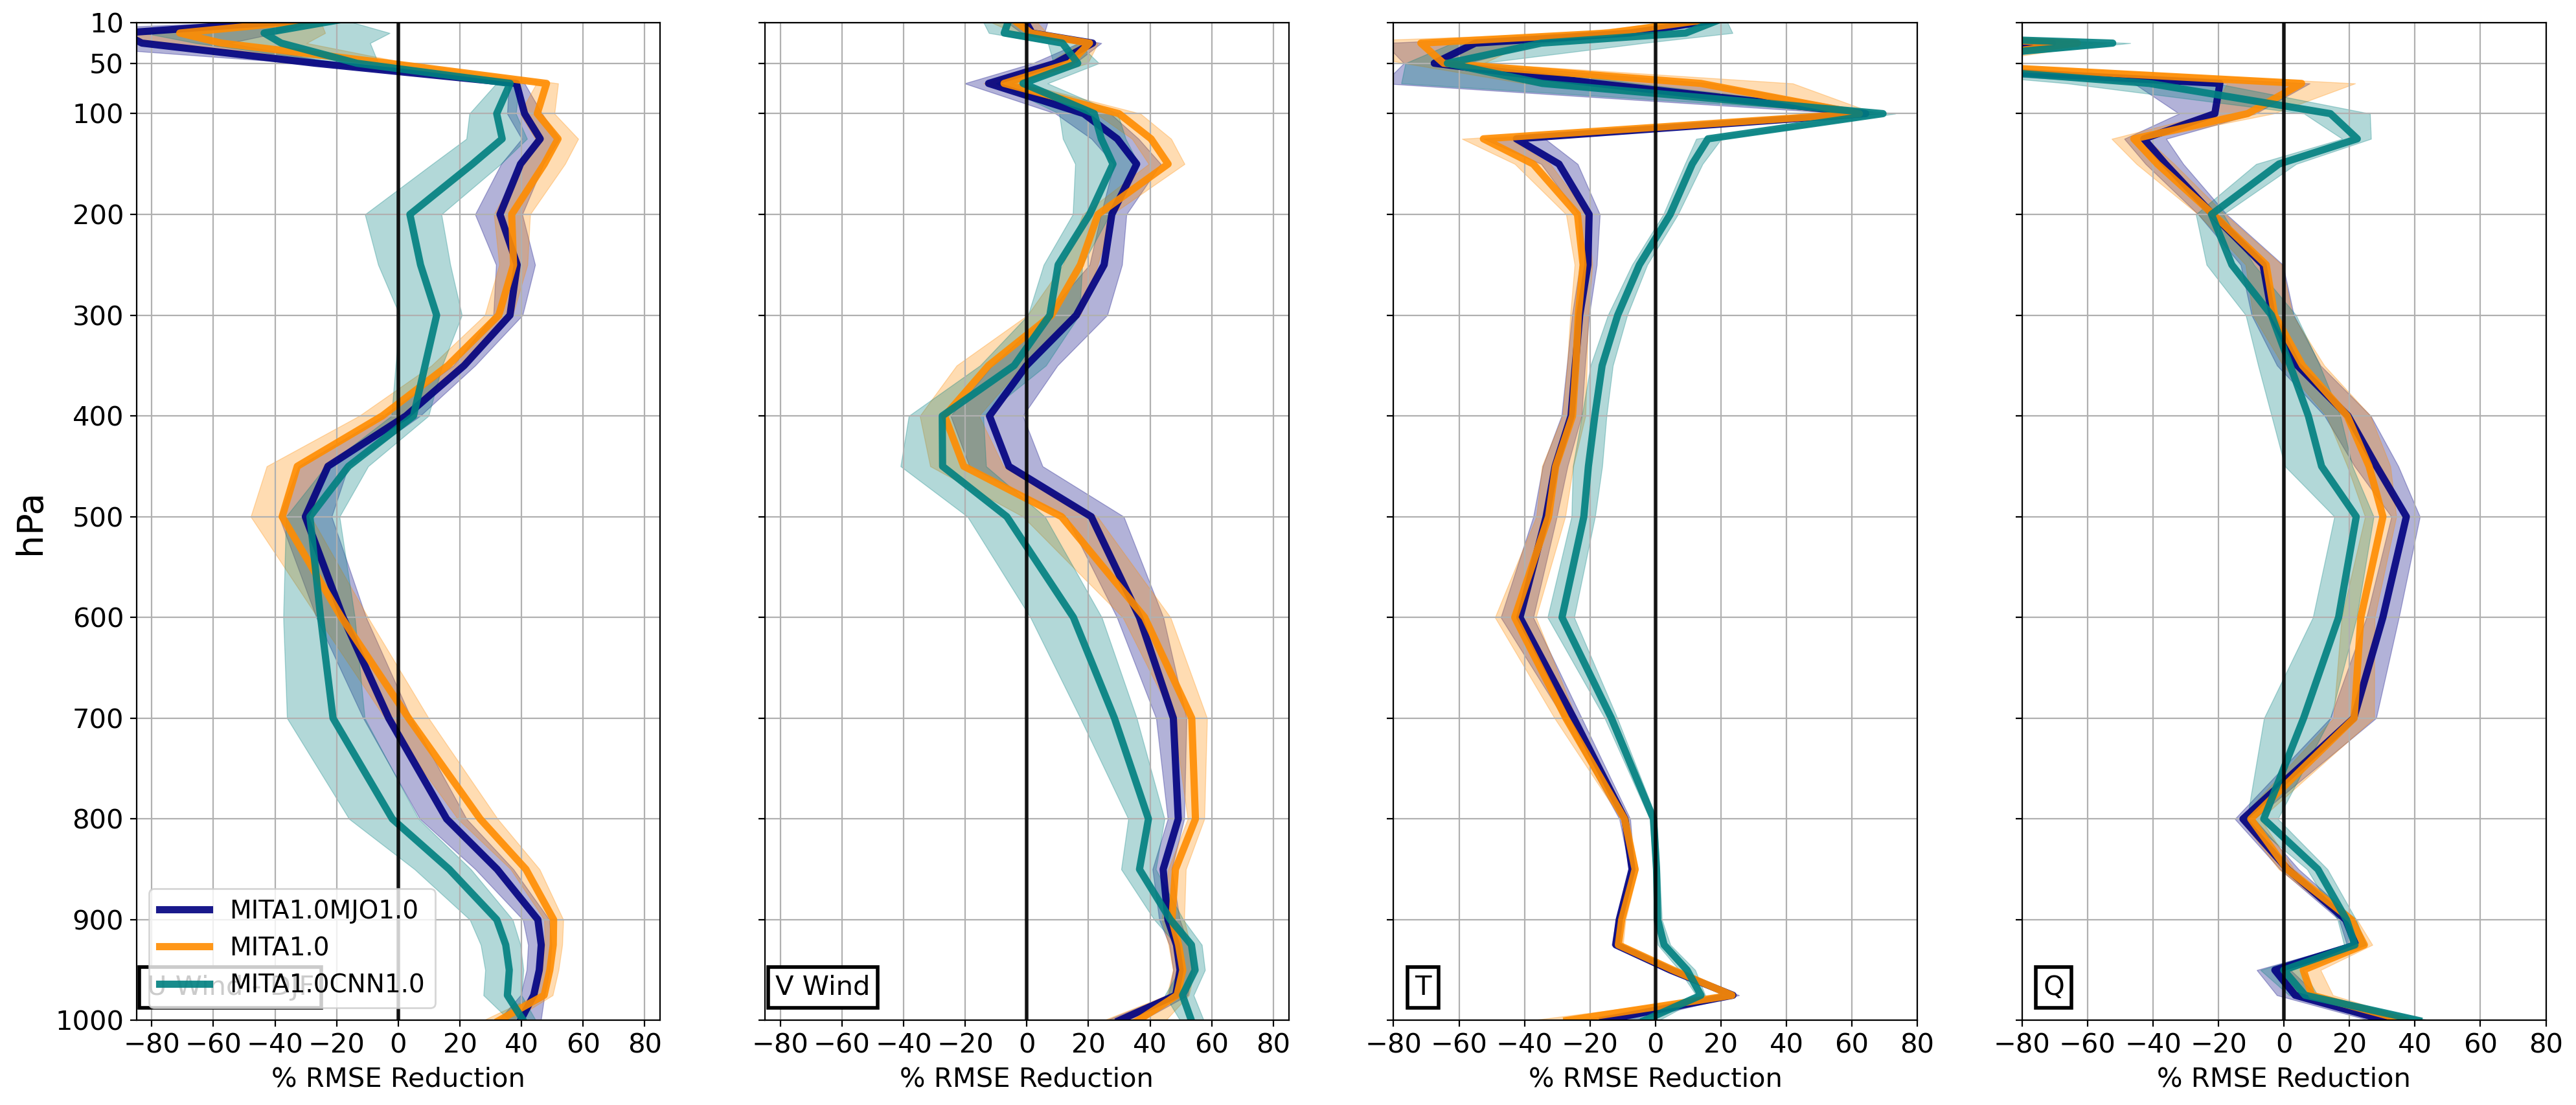 10
50
100
200
300
400
500
600
700
800
900
1000
hPa
MITA1.0MJO1.0
MITA1.0
MITA1.0CNN1.0
U Wind DJF
−80 −60 −40 −20 0 20 40 60 80
% RMSE Reduction
V Wind
−80 −60 −40 −20 0 20 40 60 80
% RMSE Reduction
T
−80 −60 −40 −20 0 20 40 60 80
% RMSE Reduction
Q
−80 −60 −40 −20 0 20 40 60 80
% RMSE Reduction